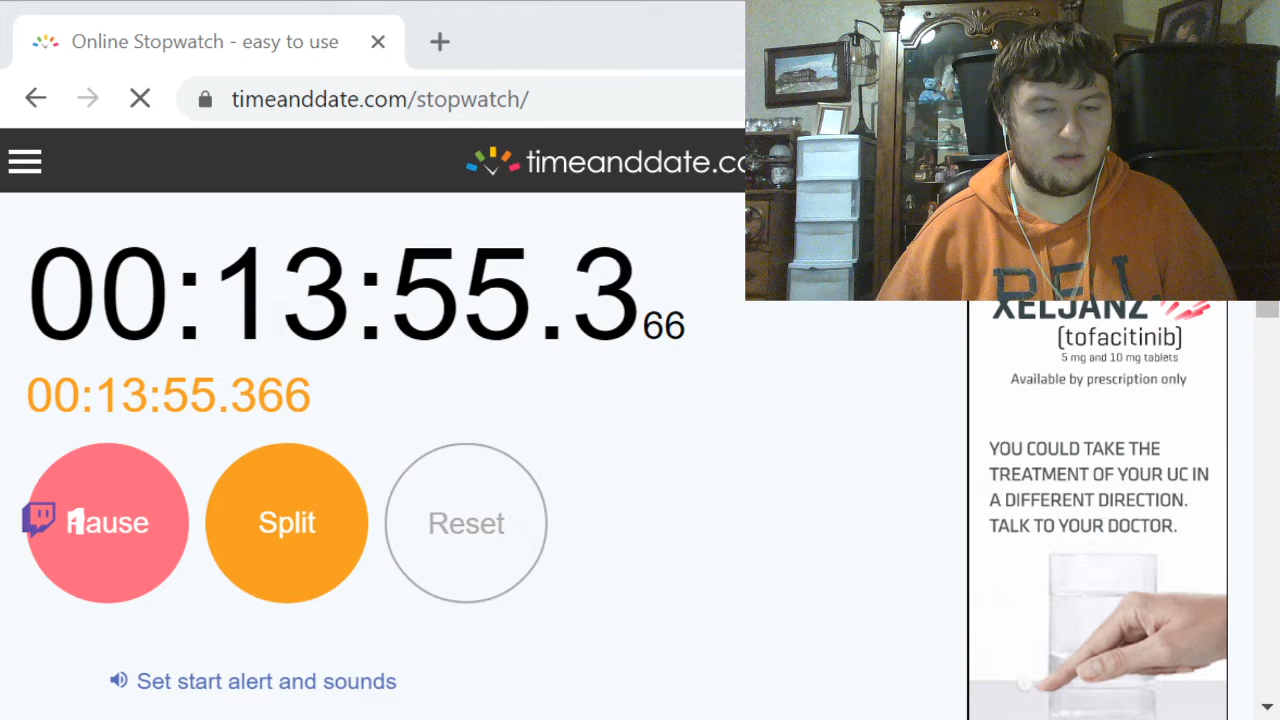 Online Stopwatch - easy to use
timeanddate.com/stopwatch/
timeanddate.co
00:13:55.366
00:13:55.366
1
Pause
Split
Reset
Set start alert and sounds
XELJANZ
(tofacitinib)
5 mg and 10 mg tablets
Available by prescription only
YOU COULD TAKE THE
TREATMENT OF YOUR UC IN
A DIFFERENT DIRECTION.
TALK TO YOUR DOCTOR.